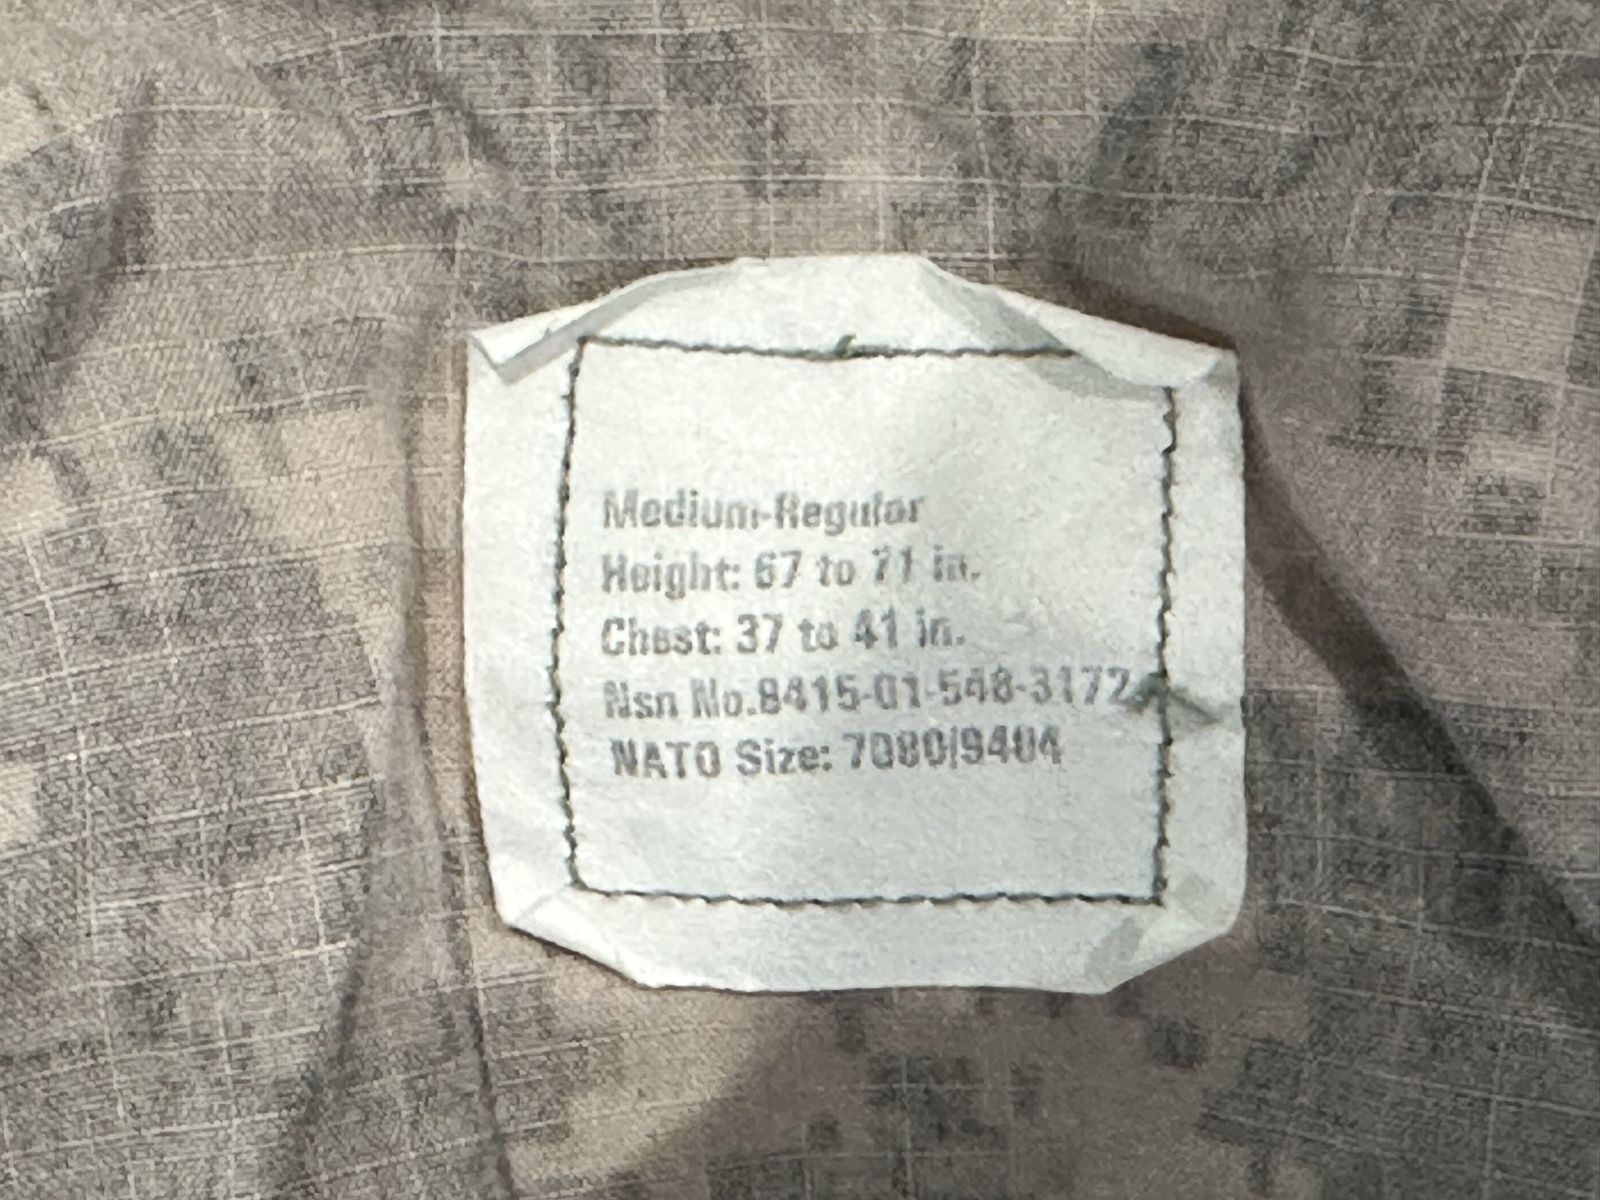 Medium-Regular
Height: 67 to 71 in.
Chest: 37 to 41 in.
Nsn No.8415-01-548-3172
NATO Size: 7080/9404